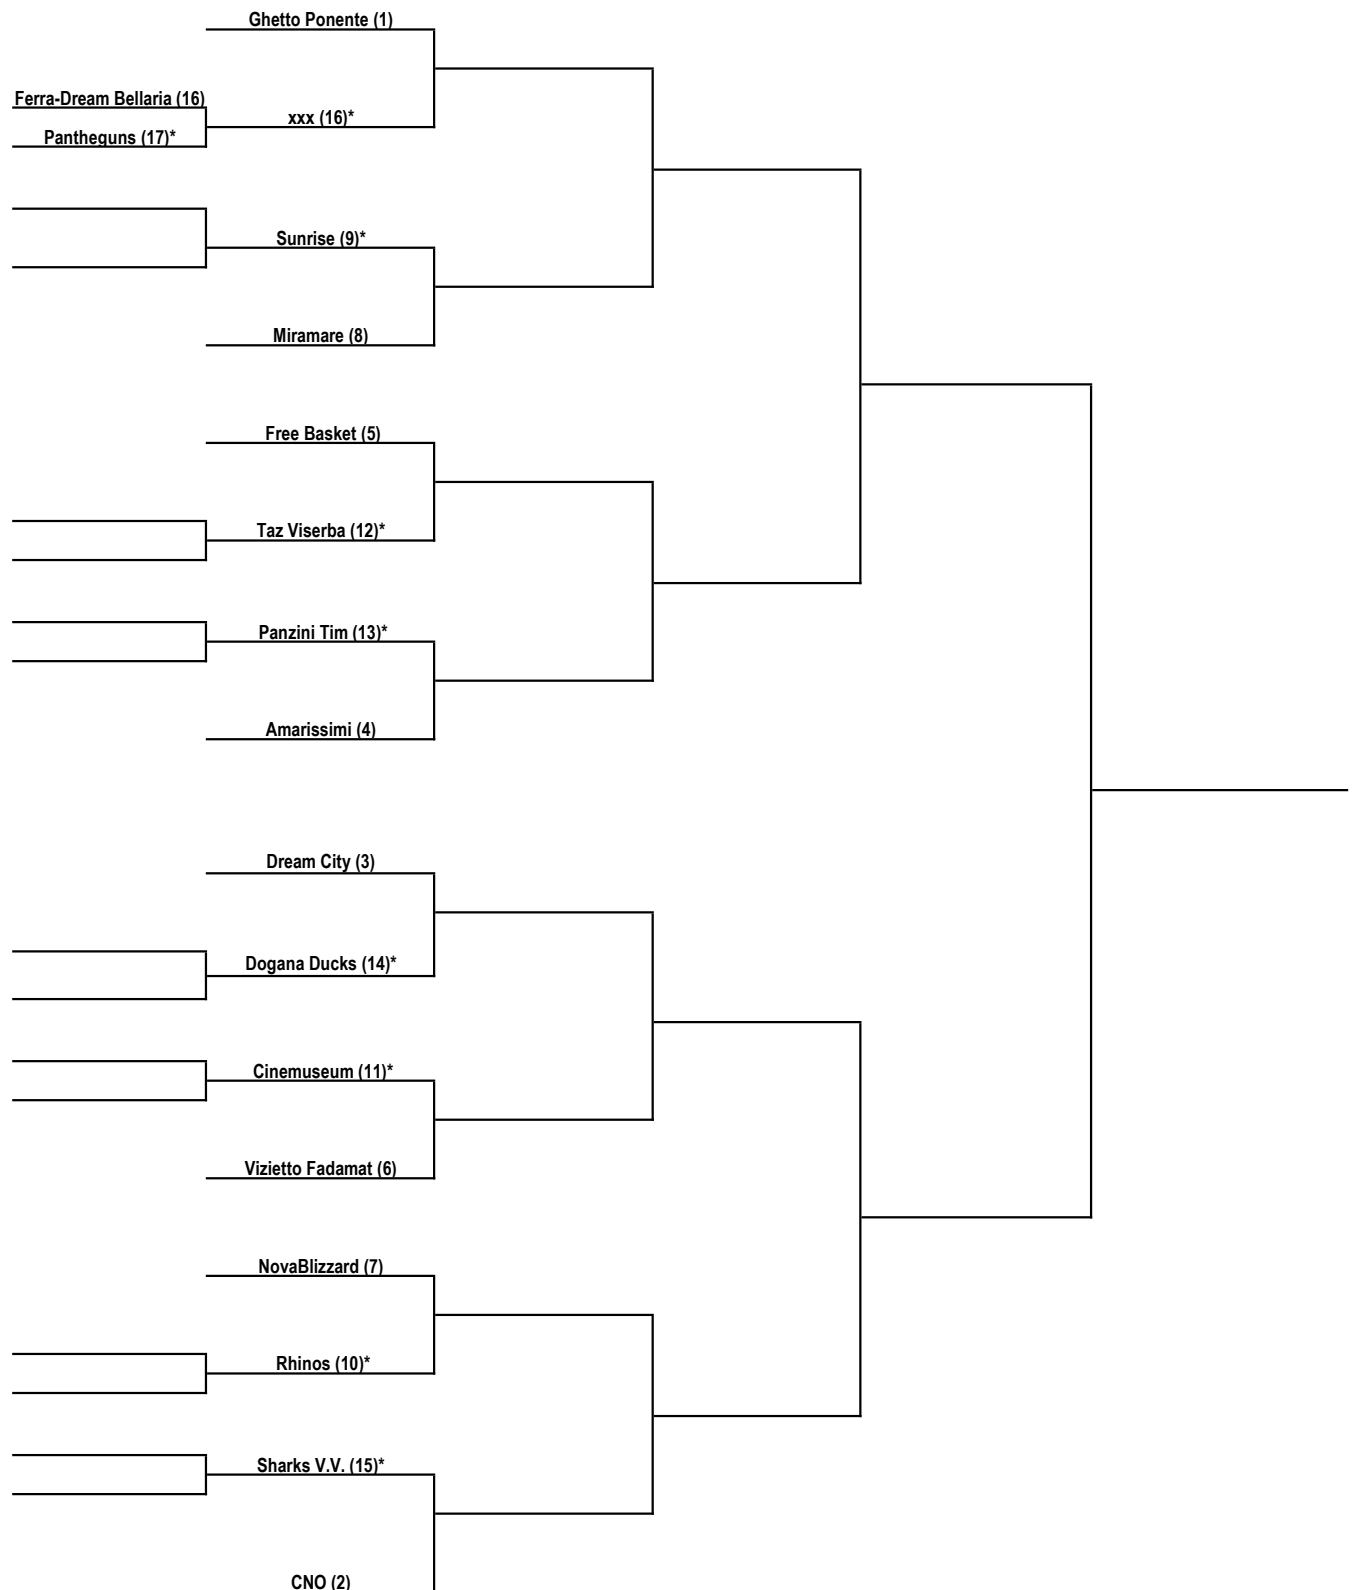 Ghetto Ponente (1)
Ferra-Dream Bellaria (16)
xxx (16)*
Pantheguns (17)*
Sunrise (9)*
Miramare (8)
Free Basket (5)
Taz Viserba (12)*
Panzini Tim (13)*
Amarissimi (4)
Dream City (3)
Dogana Ducks (14)*
Cinemuseum (11)*
Vizietto Fadamat (6)
NovaBlizzard (7)
Rhinos (10)*
Sharks V.V. (15)*
CNO (2)